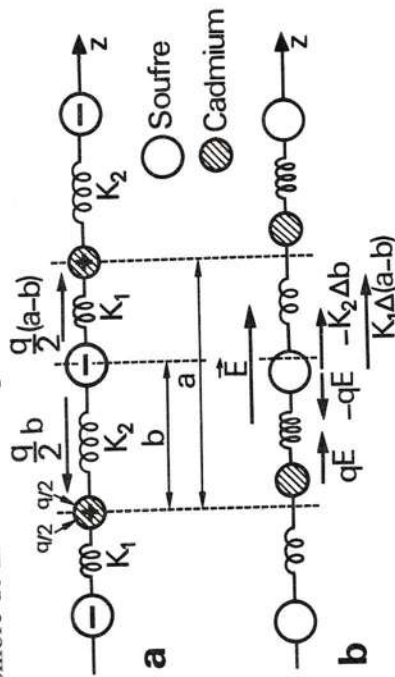 q/2 b q/2 (a–b)
q/2
q/2
− + − + −
z
K₁ K₂ K₁ K₂
b
a
a
Soufre
Cadmium
E⃗
z
qE −qE −K₂Δb
K₁Δ(a−b)
b